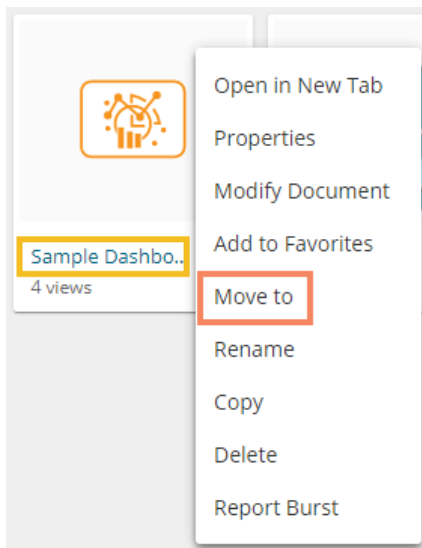 Sample Dashbo..
4 views
Open in New Tab
Properties
Modify Document
Add to Favorites
Move to
Rename
Copy
Delete
Report Burst